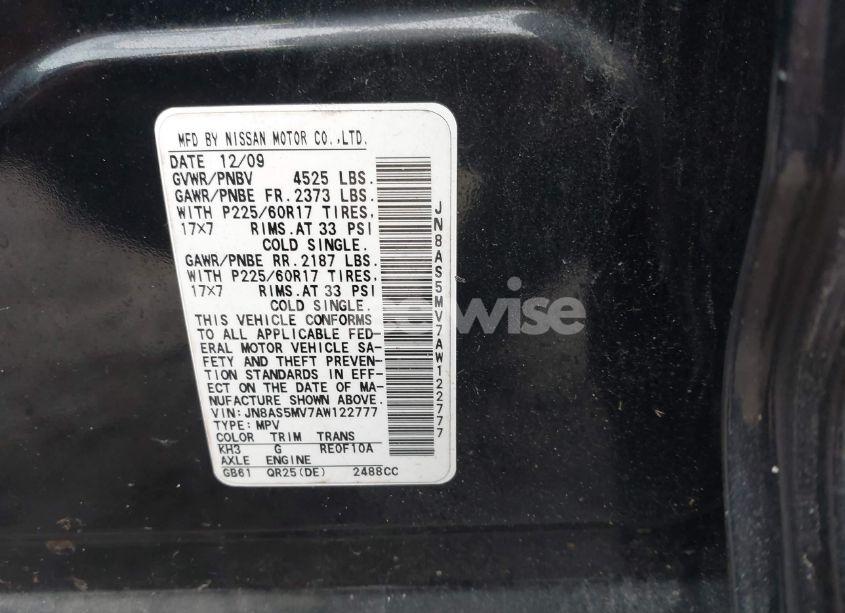 MFD BY NISSAN MOTOR CO.,LTD.
DATE 12/09
GVWR/PNBV 4525 LBS.
GAWR/PNBE FR. 2373 LBS.
WITH P225/60R17 TIRES,
17×7 RIMS.AT 33 PSI
COLD SINGLE.
GAWR/PNBE RR. 2187 LBS.
WITH P225/60R17 TIRES,
17×7 RIMS.AT 33 PSI
COLD SINGLE.
THIS VEHICLE CONFORMS
TO ALL APPLICABLE FED-
ERAL MOTOR VEHICLE SA-
FETY AND THEFT PREVEN-
TION STANDARDS IN EFF-
ECT ON THE DATE OF MA-
NUFACTURE SHOWN ABOVE.
VIN: JN8AS5MV7AW122777
TYPE: MPV
COLOR TRIM TRANS
KH3 G RE0F10A
AXLE ENGINE
GB61 QR25(DE) 2488CC
JN8AS5MV7AW122777
wise